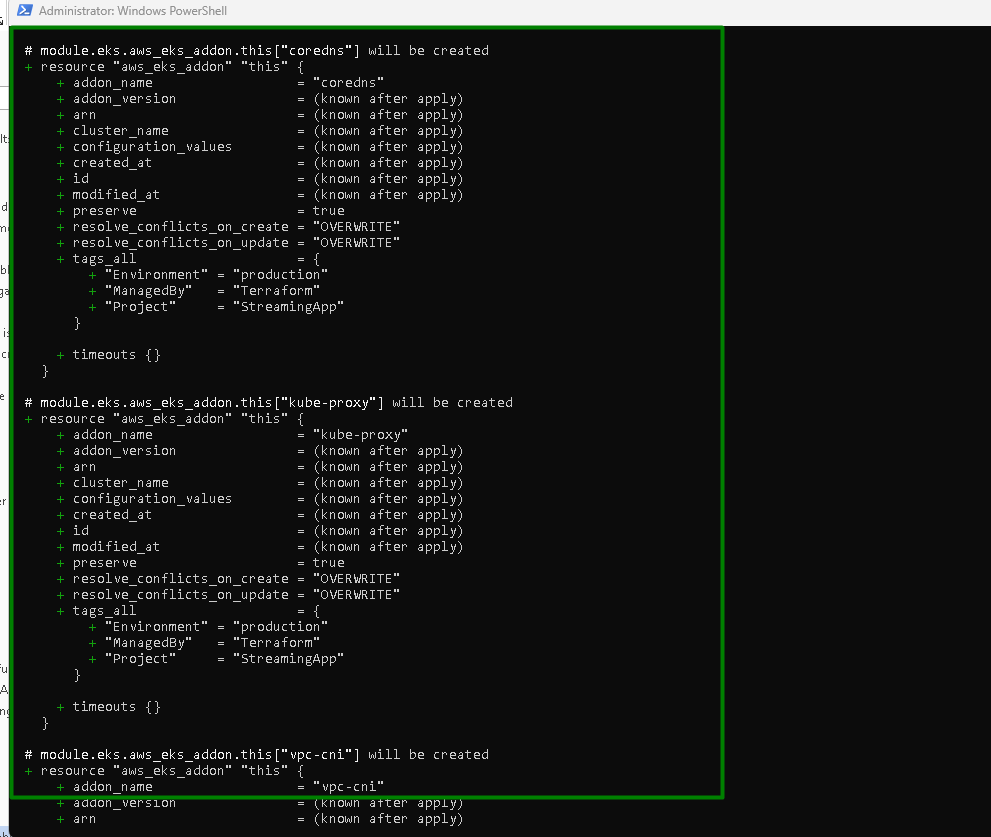 Administrator: Windows PowerShell
# module.eks.aws_eks_addon.this["coredns"] will be created
+ resource "aws_eks_addon" "this" {
+ addon_name = "coredns"
+ addon_version = (known after apply)
+ arn = (known after apply)
+ cluster_name = (known after apply)
+ configuration_values = (known after apply)
+ created_at = (known after apply)
+ id = (known after apply)
+ modified_at = (known after apply)
+ preserve = true
+ resolve_conflicts_on_create = "OVERWRITE"
+ resolve_conflicts_on_update = "OVERWRITE"
+ tags_all = {
+ "Environment" = "production"
+ "ManagedBy" = "Terraform"
+ "Project" = "StreamingApp"
}
+ timeouts {}
}
# module.eks.aws_eks_addon.this["kube-proxy"] will be created
+ resource "aws_eks_addon" "this" {
+ addon_name = "kube-proxy"
+ addon_version = (known after apply)
+ arn = (known after apply)
+ cluster_name = (known after apply)
+ configuration_values = (known after apply)
+ created_at = (known after apply)
+ id = (known after apply)
+ modified_at = (known after apply)
+ preserve = true
+ resolve_conflicts_on_create = "OVERWRITE"
+ resolve_conflicts_on_update = "OVERWRITE"
+ tags_all = {
+ "Environment" = "production"
+ "ManagedBy" = "Terraform"
+ "Project" = "StreamingApp"
}
+ timeouts {}
}
# module.eks.aws_eks_addon.this["vpc-cni"] will be created
+ resource "aws_eks_addon" "this" {
+ addon_name = "vpc-cni"
+ addon_version = (known after apply)
+ arn = (known after apply)